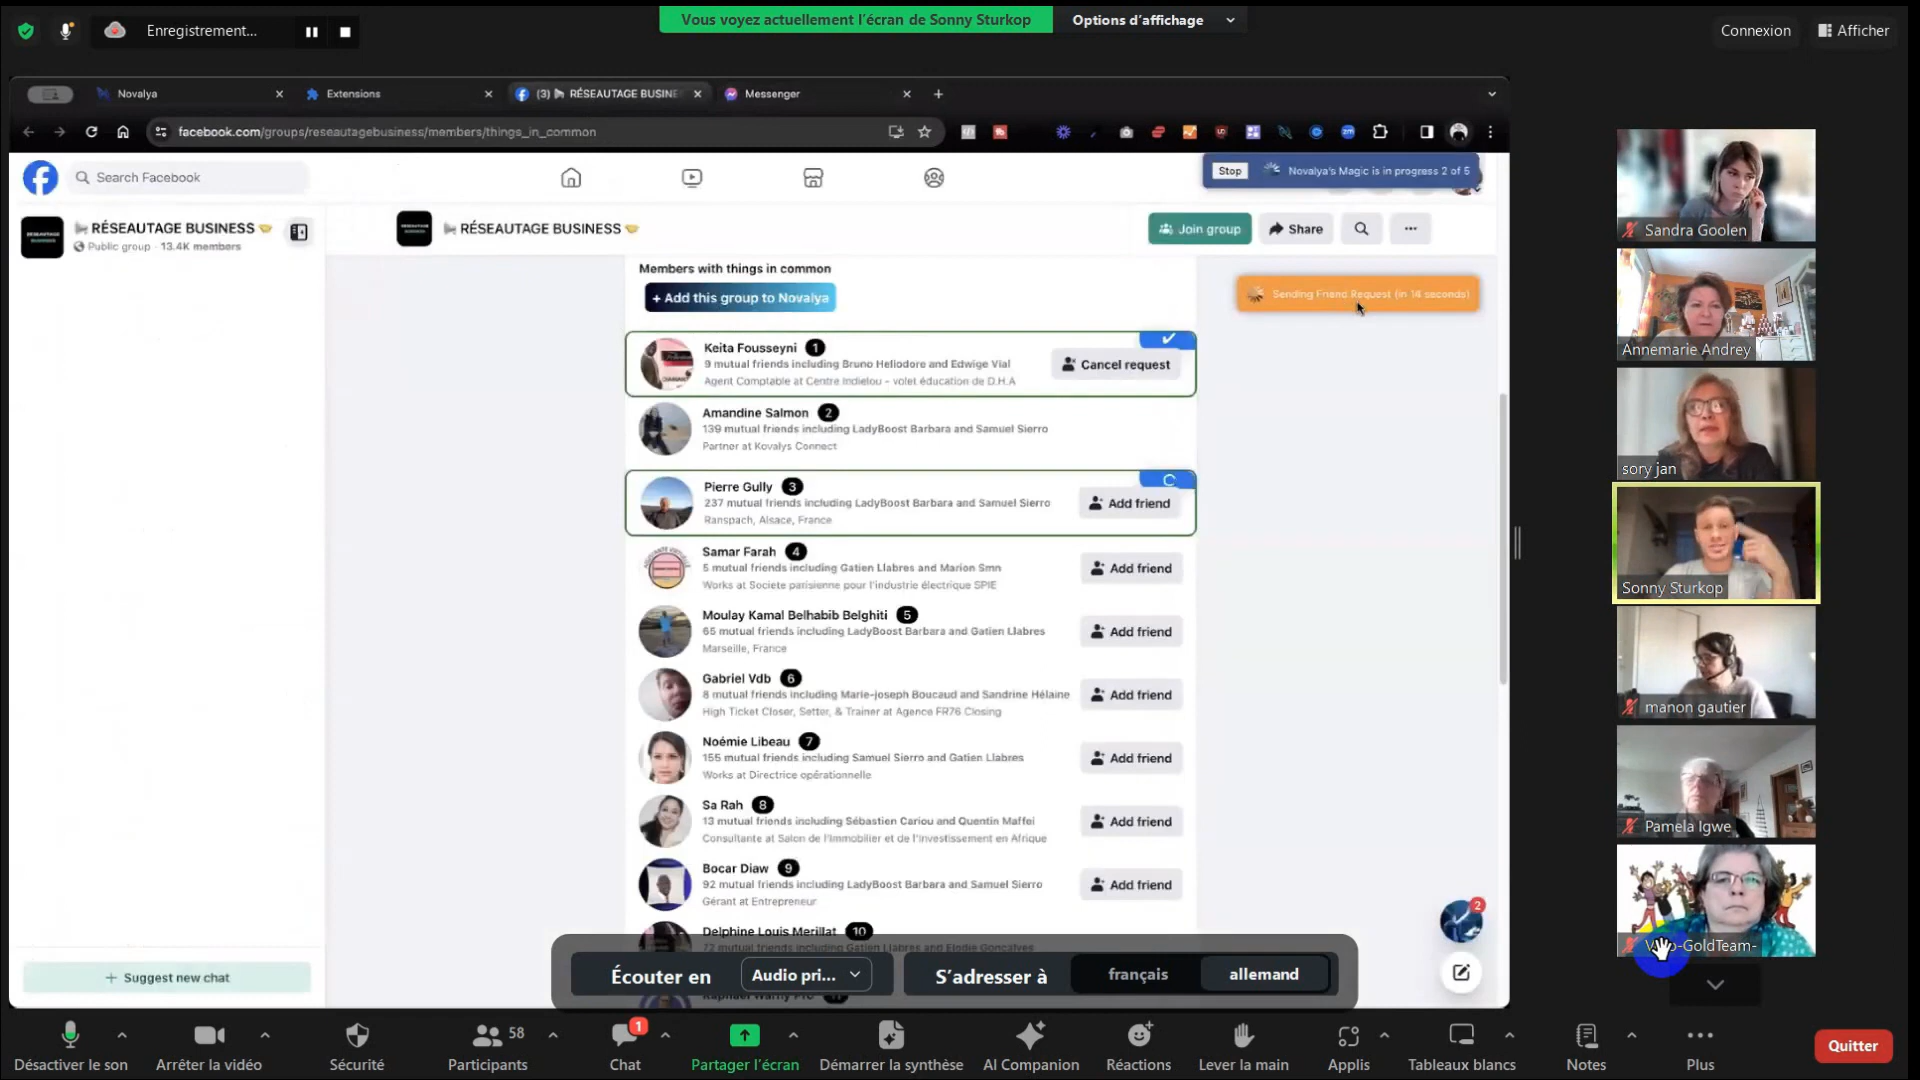 Enregistrement...
Vous voyez actuellement l'écran de Sonny Sturkop
Options d'affichage
Connexion
Afficher
Novalya
Extensions
(3) RÉSEAUTAGE BUSINE
Messenger
facebook.com/groups/reseautagebusiness/members/things_in_common
Search Facebook
Stop
Novalya's Magic is in progress 2 of 5
RÉSEAUTAGE BUSINESS
Public group · 13.4K members
RÉSEAUTAGE BUSINESS
Join group
Share
Members with things in common
+ Add this group to Novalya
Sending Friend Request (in 14 seconds)
Keita Fousseyni 1
9 mutual friends including Bruno Heliodore and Edwige Vial
Agent Comptable at Centre Indielou - volet éducation de D.H.A
Cancel request
Amandine Salmon 2
139 mutual friends including LadyBoost Barbara and Samuel Sierro
Partner at Kovalys Connect
Pierre Gully 3
237 mutual friends including LadyBoost Barbara and Samuel Sierro
Ranspach, Alsace, France
Add friend
Samar Farah 4
5 mutual friends including Gatien Llabres and Marion Smn
Works at Societe parisienne pour l'industrie électrique SPIE
Add friend
Moulay Kamal Belhabib Belghiti 5
65 mutual friends including LadyBoost Barbara and Gatien Llabres
Marseille, France
Add friend
Gabriel Vdb 6
8 mutual friends including Marie-joseph Boucaud and Sandrine Hélaine
High Ticket Closer, Setter, & Trainer at Agence FR76 Closing
Add friend
Noémie Libeau 7
155 mutual friends including Samuel Sierro and Gatien Llabres
Works at Directrice opérationnelle
Add friend
Sa Rah 8
13 mutual friends including Sébastien Cariou and Quentin Maffei
Consultante at Salon de l'Immobilier et de l'Investissement en Afrique
Add friend
Bocar Diaw 9
92 mutual friends including LadyBoost Barbara and Samuel Sierro
Gérant at Entrepreneur
Add friend
Delphine Louis Merillat 10
72 mutual friends including Gatien Llabres and Elodie Goncalves
+ Suggest new chat
2
Écouter en
Audio pri...
S'adresser à
français
allemand
Sandra Goolen
Annemarie Andrey
sory jan
Sonny Sturkop
manon gautier
Pamela Igwe
-GoldTeam-
Désactiver le son
Arrêter la vidéo
Sécurité
58
Participants
1
Chat
Partager l'écran
Démarrer la synthèse
AI Companion
Réactions
Lever la main
Applis
Tableaux blancs
Notes
Plus
Quitter